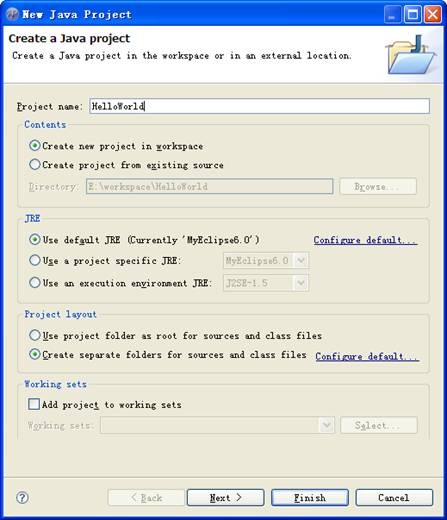 New Java Project
Create a Java project
Create a Java project in the workspace or in an external location.
Project name: HelloWorld
Contents
Create new project in workspace
Create project from existing source
Directory: E:\workspace\HelloWorld Browse...
JRE
Use default JRE (Currently 'MyEclipse6.0') Configure default...
Use a project specific JRE: MyEclipse6.0
Use an execution environment JRE: J2SE-1.5
Project layout
Use project folder as root for sources and class files
Create separate folders for sources and class files Configure default...
Working sets
Add project to working sets
Working sets: Select...
? < Back Next > Finish Cancel